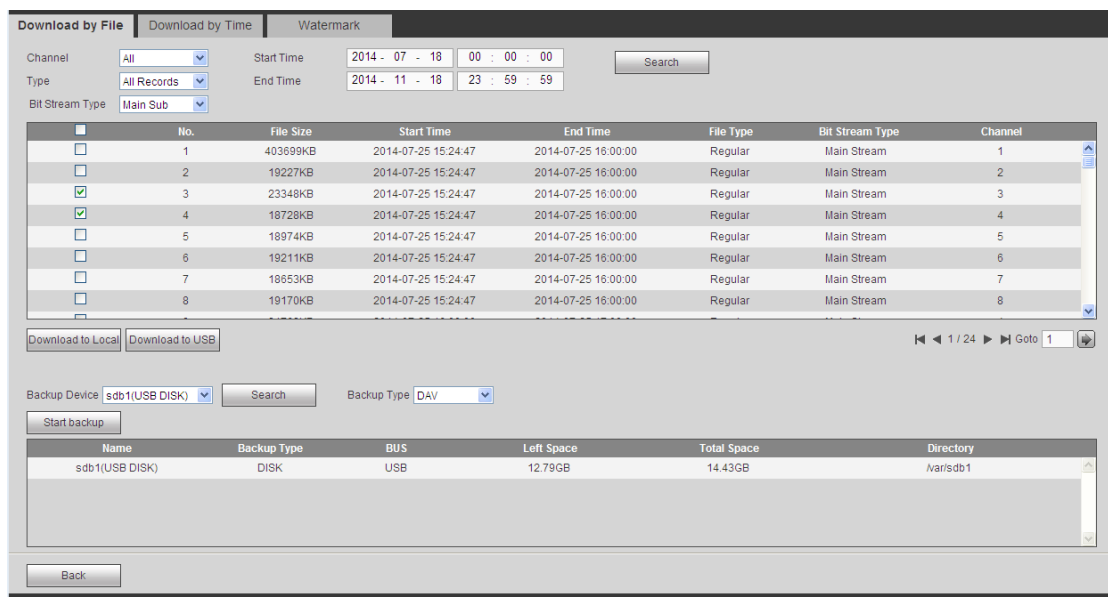 Download by File Download by Time Watermark
Channel All Start Time 2014 - 07 - 18 00 : 00 : 00 Search
Type All Records End Time 2014 - 11 - 18 23 : 59 : 59
Bit Stream Type Main Sub
No. File Size Start Time End Time File Type Bit Stream Type Channel
1 403699KB 2014-07-25 15:24:47 2014-07-25 16:00:00 Regular Main Stream 1
2 19227KB 2014-07-25 15:24:47 2014-07-25 16:00:00 Regular Main Stream 2
3 23348KB 2014-07-25 15:24:47 2014-07-25 16:00:00 Regular Main Stream 3
4 18728KB 2014-07-25 15:24:47 2014-07-25 16:00:00 Regular Main Stream 4
5 18974KB 2014-07-25 15:24:47 2014-07-25 16:00:00 Regular Main Stream 5
6 19211KB 2014-07-25 15:24:47 2014-07-25 16:00:00 Regular Main Stream 6
7 18653KB 2014-07-25 15:24:47 2014-07-25 16:00:00 Regular Main Stream 7
8 19170KB 2014-07-25 15:24:47 2014-07-25 16:00:00 Regular Main Stream 8
Download to Local Download to USB 1 / 24 Goto 1
Backup Device sdb1(USB DISK) Search Backup Type DAV
Start backup
Name Backup Type BUS Left Space Total Space Directory
sdb1(USB DISK) DISK USB 12.79GB 14.43GB /var/sdb1
Back